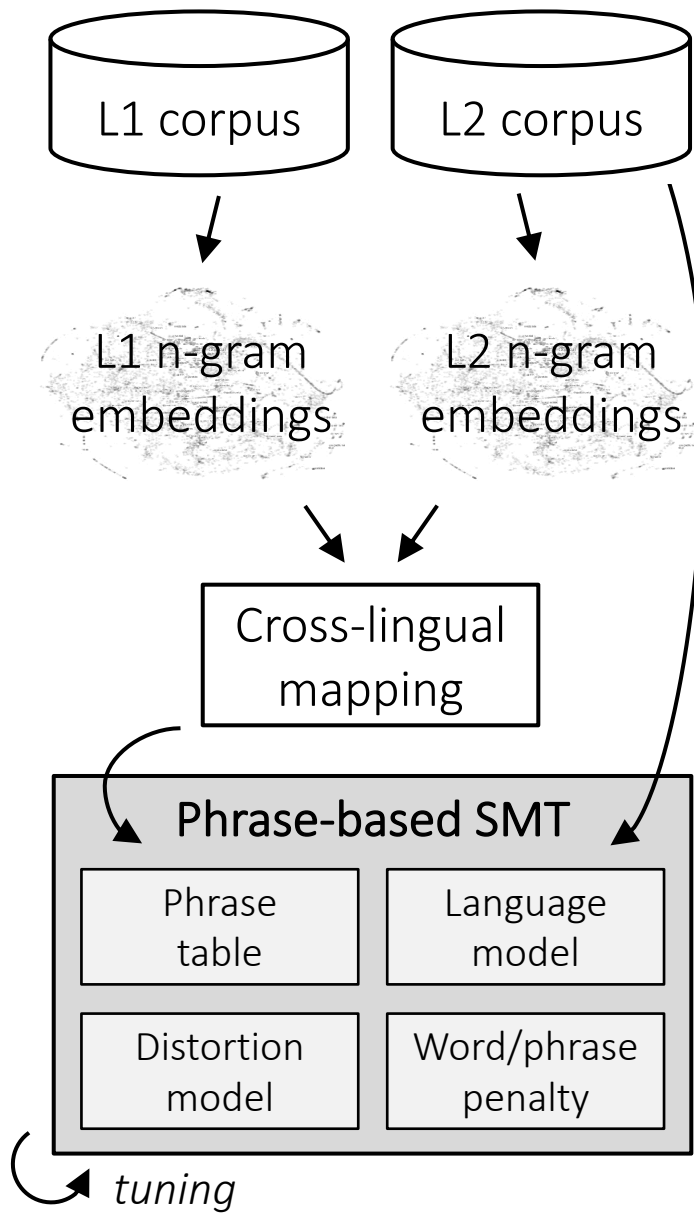 L1 corpus
L2 corpus
L1 n-gram
embeddings
L2 n-gram
embeddings
Cross-lingual
mapping
Phrase-based SMT
Phrase
table
Language
model
Distortion
model
Word/phrase
penalty
tuning